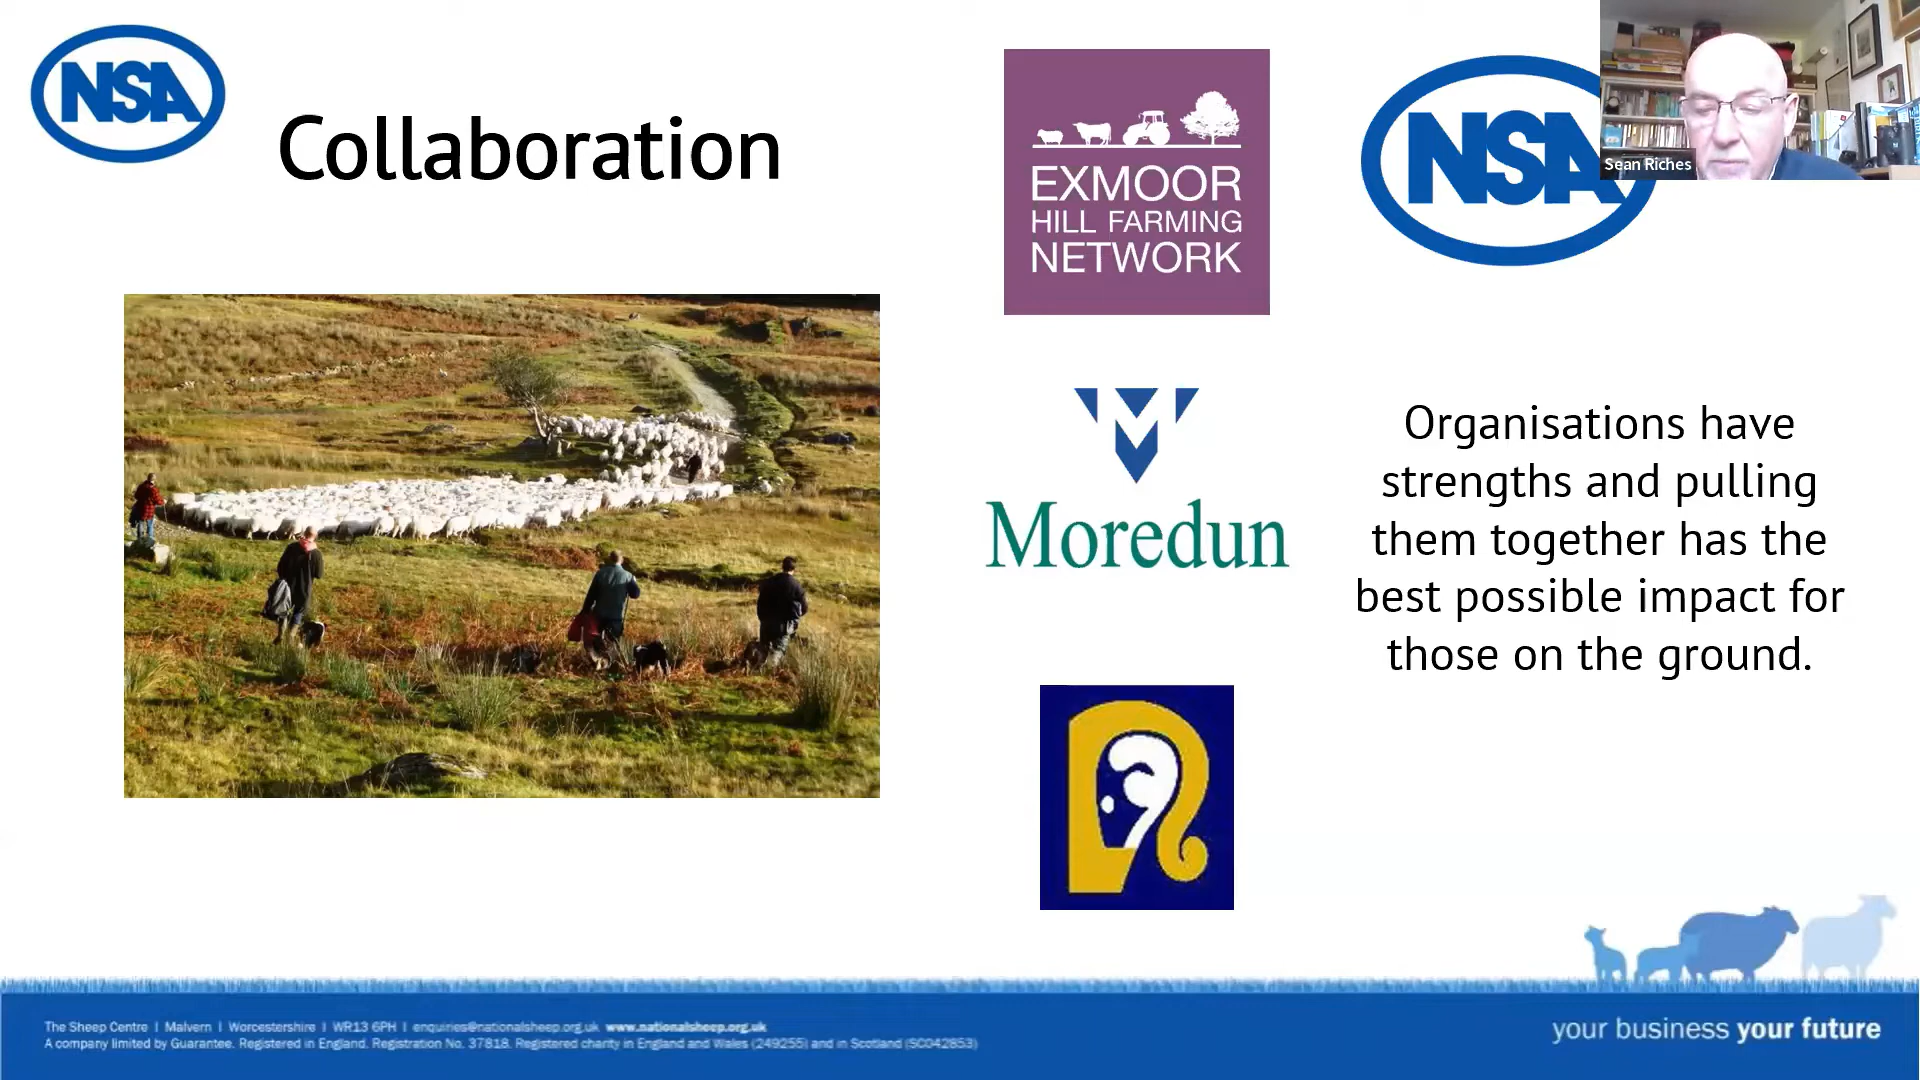 NSA
Collaboration
EXMOOR
HILL FARMING
NETWORK
NSA
Sean Riches
Moredun
Organisations have
strengths and pulling
them together has the
best possible impact for
those on the ground.
The Sheep Centre | Malvern | Worcestershire | WR13 6PH | enquiries@nationalsheep.org.uk www.nationalsheep.org.uk
A company limited by Guarantee. Registered in England. Registration No. 37818. Registered charity in England and Wales (249255) and in Scotland (SC042853)
your business your future